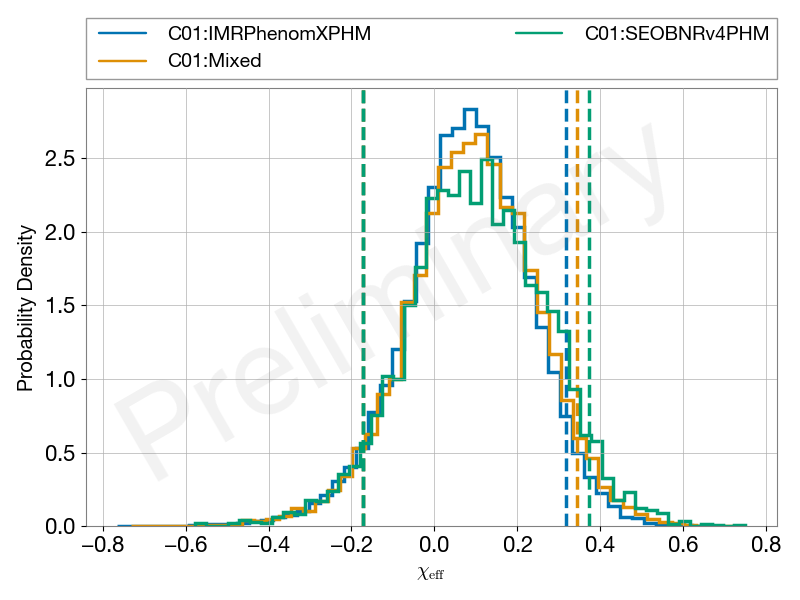 C01:IMRPhenomXPHM
C01:Mixed
C01:SEOBNRv4PHM
Preliminary
Probability Density
2.5
2.0
1.5
1.0
0.5
0.0
−0.8 −0.6 −0.4 −0.2 0.0 0.2 0.4 0.6 0.8
χeff